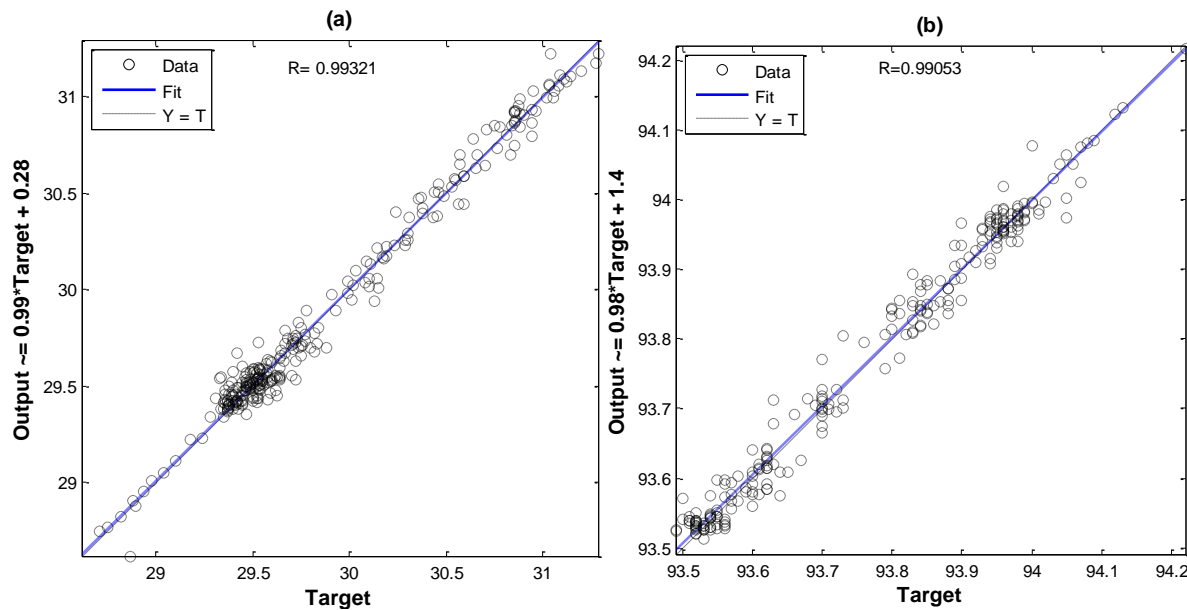 (a)
R= 0.99321
Data
Fit
Y = T
Output ~= 0.99*Target + 0.28
31
30.5
30
29.5
29
29
29.5
30
30.5
31
Target
(b)
R=0.99053
Data
Fit
Y = T
Output ~= 0.98*Target + 1.4
94.2
94.1
94
93.9
93.8
93.7
93.6
93.5
93.5
93.6
93.7
93.8
93.9
94
94.1
94.2
Target